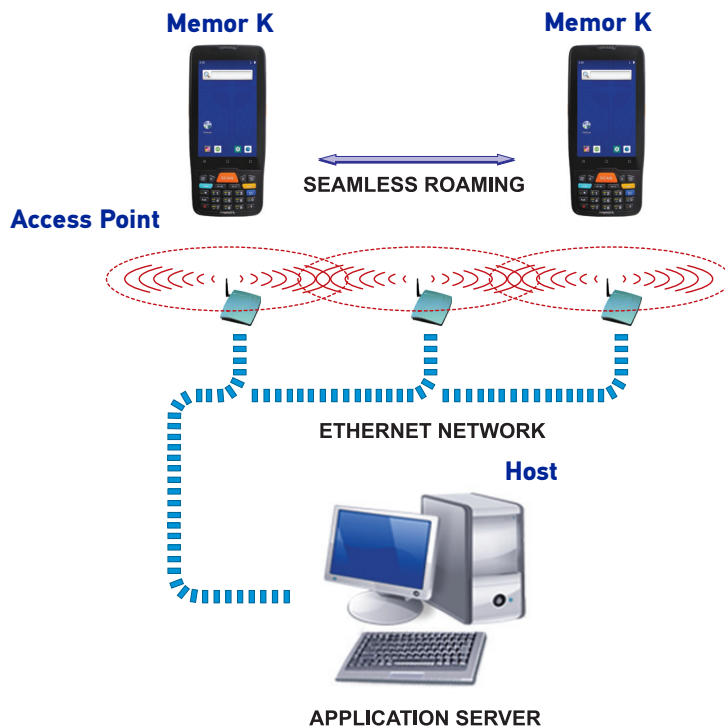 Memor K
Memor K
SEAMLESS ROAMING
Access Point
ETHERNET NETWORK
Host
APPLICATION SERVER